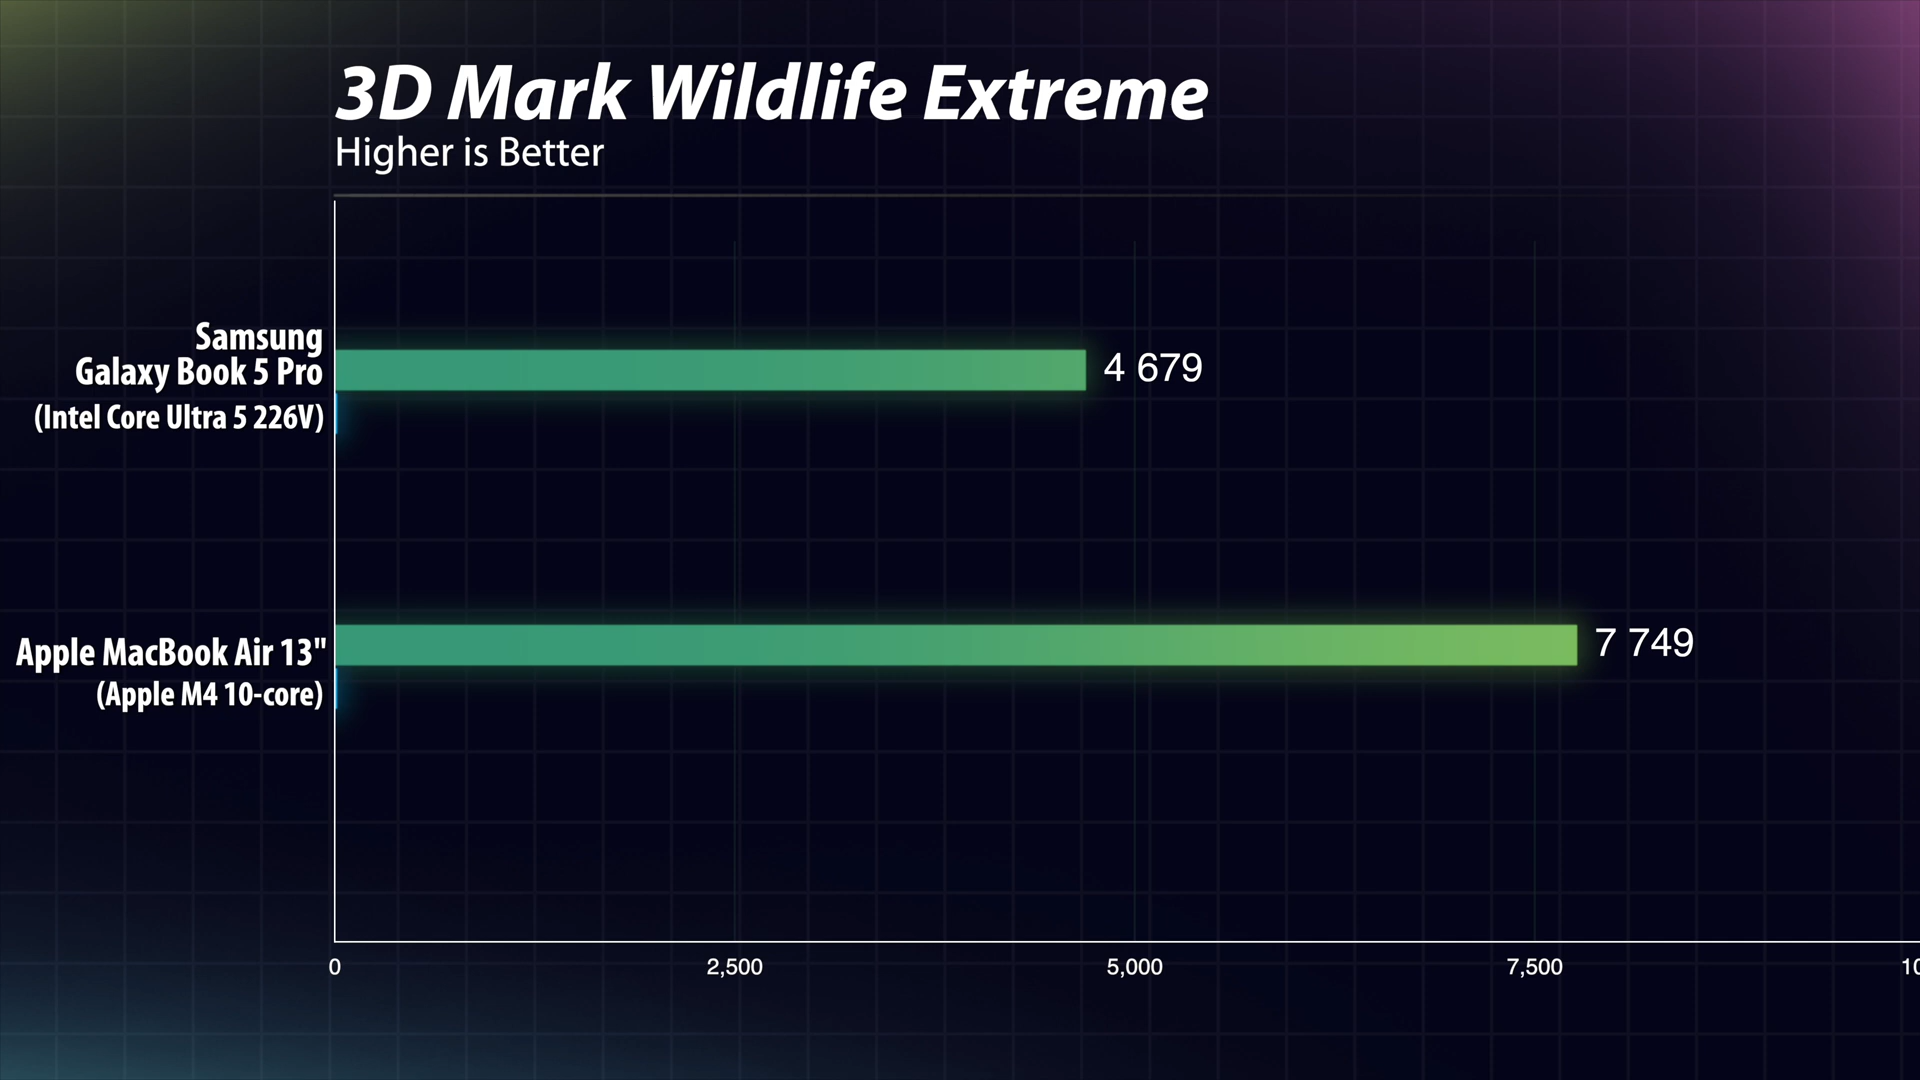 3D Mark Wildlife Extreme
Higher is Better
Samsung
Galaxy Book 5 Pro
(Intel Core Ultra 5 226V)
4 679
Apple MacBook Air 13"
(Apple M4 10-core)
7 749
0 2,500 5,000 7,500